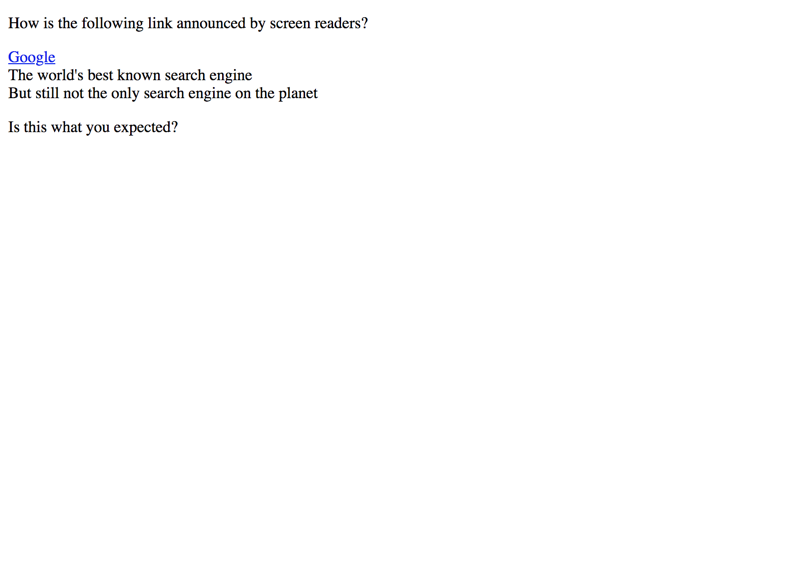 How is the following link announced by screen readers?
Google
The world's best known search engine
But still not the only search engine on the planet
Is this what you expected?